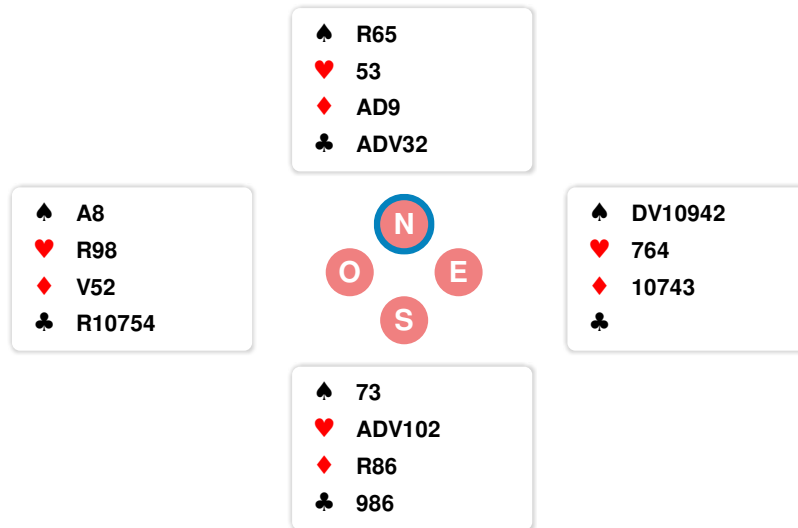 ♠ R65
♥ 53
♦ AD9
♣ ADV32
♠ A8
♥ R98
♦ V52
♣ R10754
N
O E
S
♠ DV10942
♥ 764
♦ 10743
♣
♠ 73
♥ ADV102
♦ R86
♣ 986